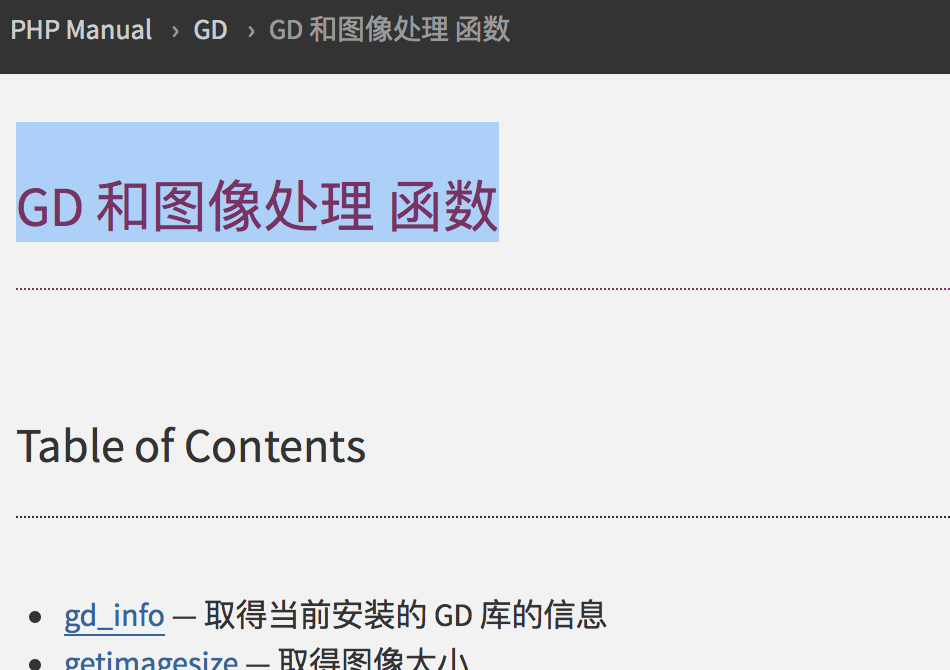 PHP Manual › GD › GD 和图像处理 函数
GD 和图像处理 函数
Table of Contents
• gd_info — 取得当前安装的 GD 库的信息
• getimagesize — 取得图像大小